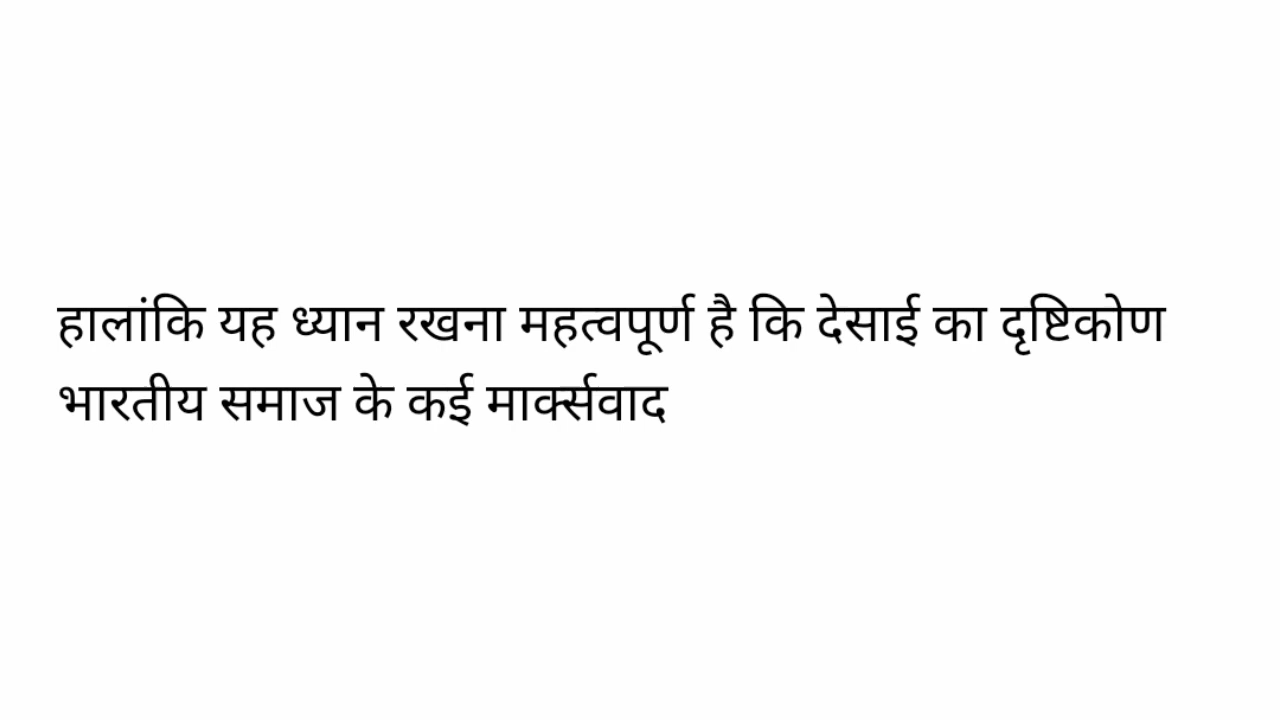 हालांकि यह ध्यान रखना महत्वपूर्ण है कि देसाई का दृष्टिकोण
भारतीय समाज के कई मार्क्सवाद